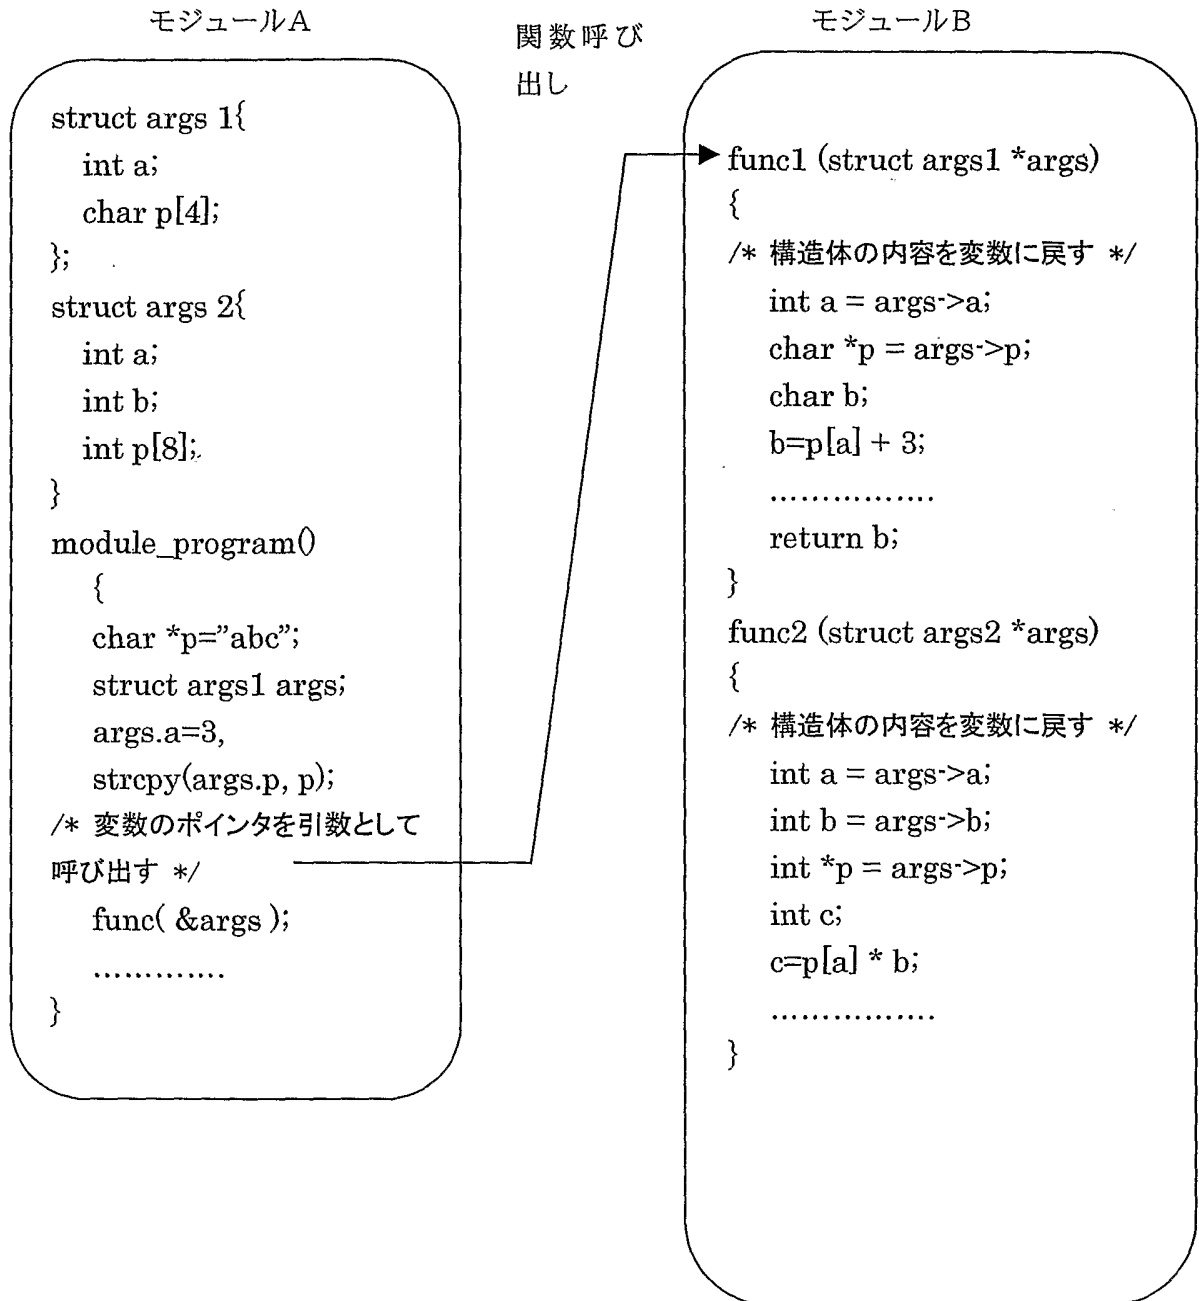 モジュールA
struct args 1{
int a;
char p[4];
};
struct args 2{
int a;
int b;
int p[8];
}
module_program()
{
char *p="abc";
struct args1 args;
args.a=3,
strcpy(args.p, p);
/* 変数のポインタを引数として
呼び出す */
func( &args );
.............
}
関数呼び
出し
モジュールB
func1 (struct args1 *args)
{
/* 構造体の内容を変数に戻す */
int a = args->a;
char *p = args->p;
char b;
b=p[a] + 3;
................
return b;
}
func2 (struct args2 *args)
{
/* 構造体の内容を変数に戻す */
int a = args->a;
int b = args->b;
int *p = args->p;
int c;
c=p[a] * b;
................
}